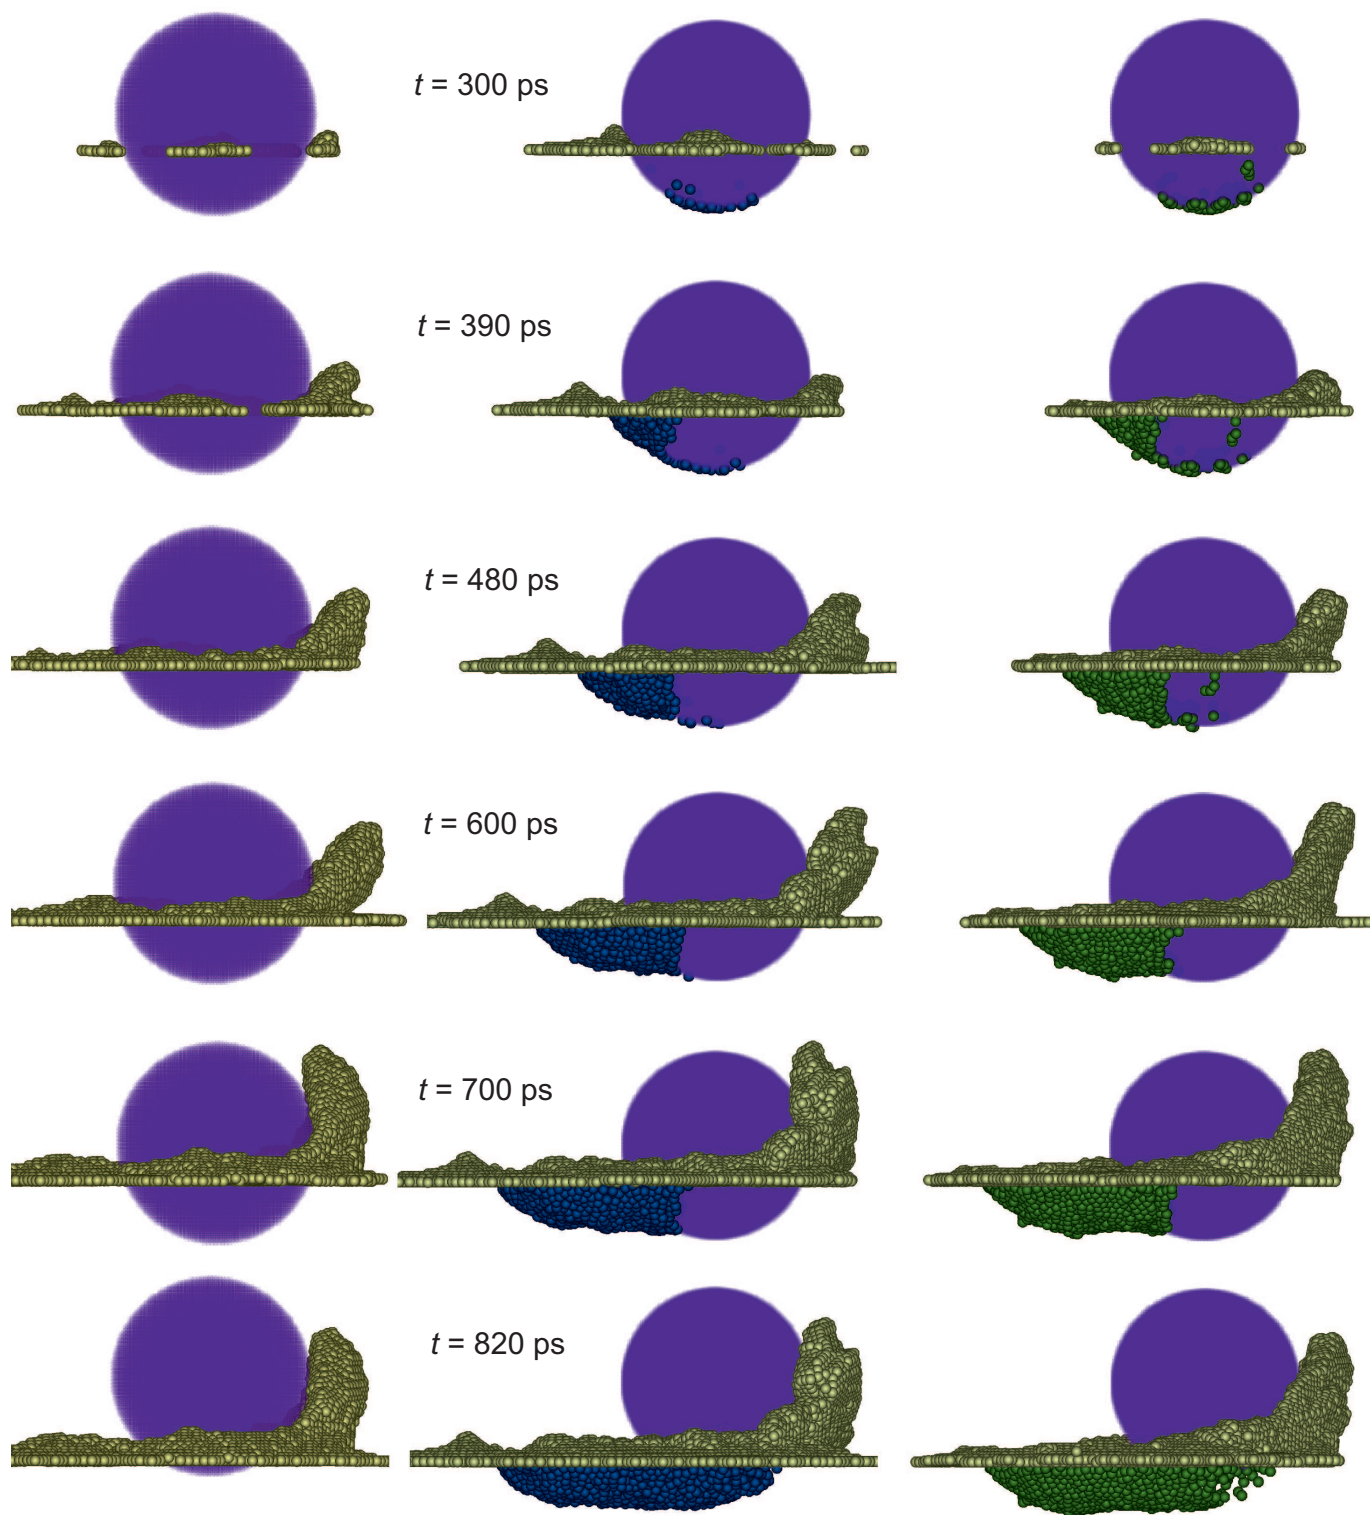 t = 300 ps
t = 390 ps
t = 480 ps
t = 600 ps
t = 700 ps
t = 820 ps